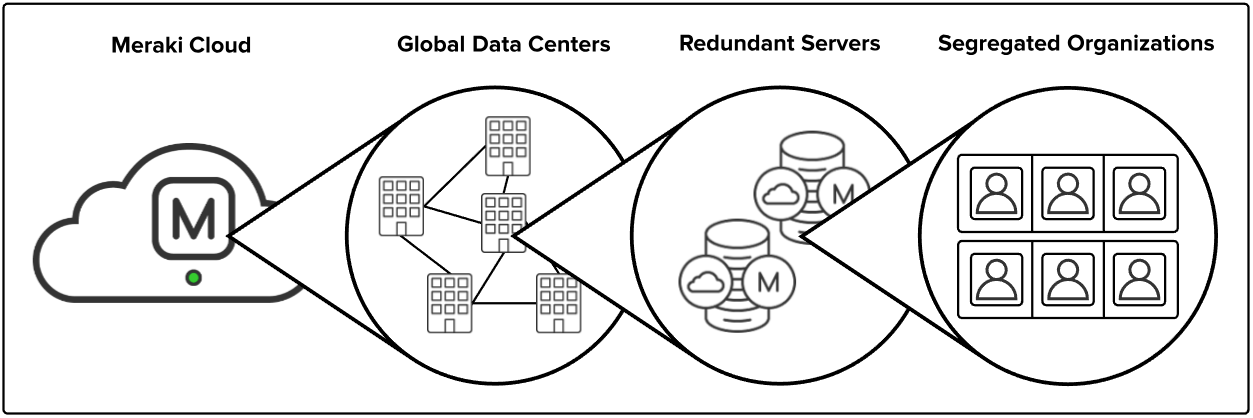 Meraki Cloud
Global Data Centers
Redundant Servers
Segregated Organizations
M
M
M